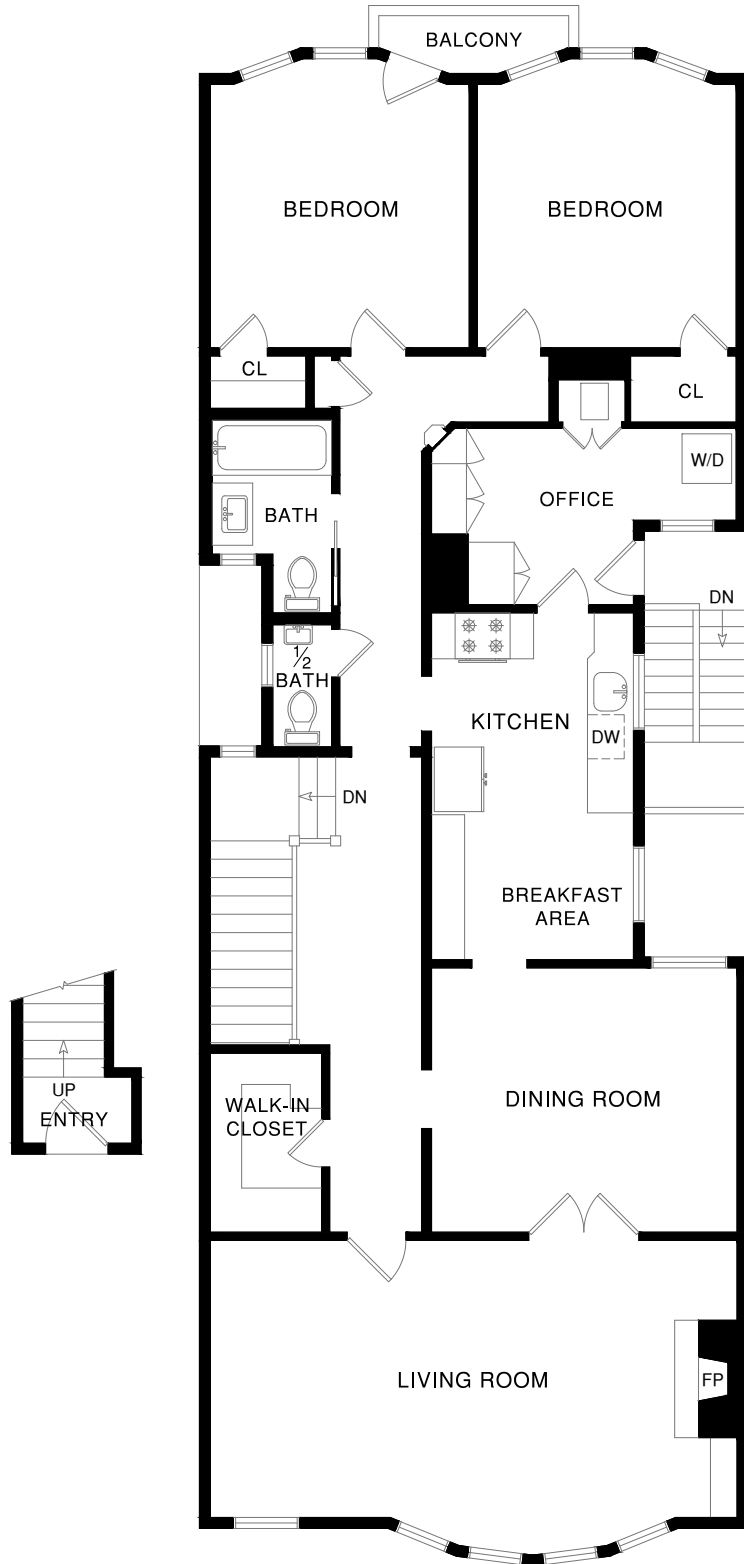 BALCONY
BEDROOM
BEDROOM
CL
CL
W/D
OFFICE
BATH
DN
1/2
BATH
KITCHEN
DW
DN
BREAKFAST
AREA
UP
ENTRY
WALK-IN
CLOSET
DINING ROOM
LIVING ROOM
FP